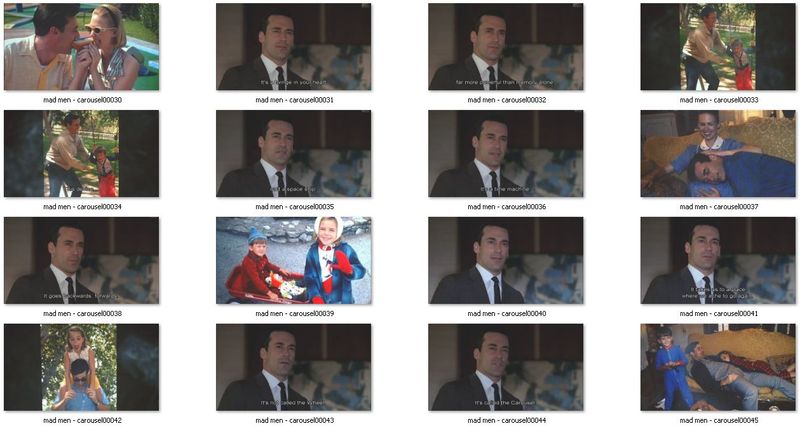 mad men - carousel00030
It's a twinge in your heart
mad men - carousel00031
far more powerful than memory alone
mad men - carousel00032
mad men - carousel00033
mad men - carousel00034
isn't a space ship
mad men - carousel00035
It's a time machine
mad men - carousel00036
mad men - carousel00037
It goes backwards, forwards
mad men - carousel00038
mad men - carousel00039
mad men - carousel00040
It takes us to a place
where we ache to go again
mad men - carousel00041
mad men - carousel00042
It's not called the Wheel
mad men - carousel00043
It's called the Carousel
mad men - carousel00044
mad men - carousel00045